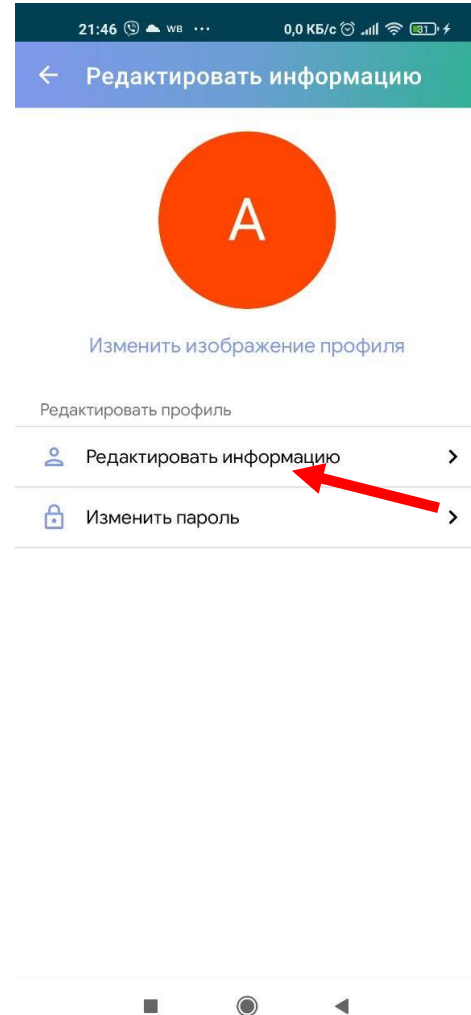 21:46 WB ... 0,0 КБ/с 31
Редактировать информацию
А
Изменить изображение профиля
Редактировать профиль
Редактировать информацию
Изменить пароль